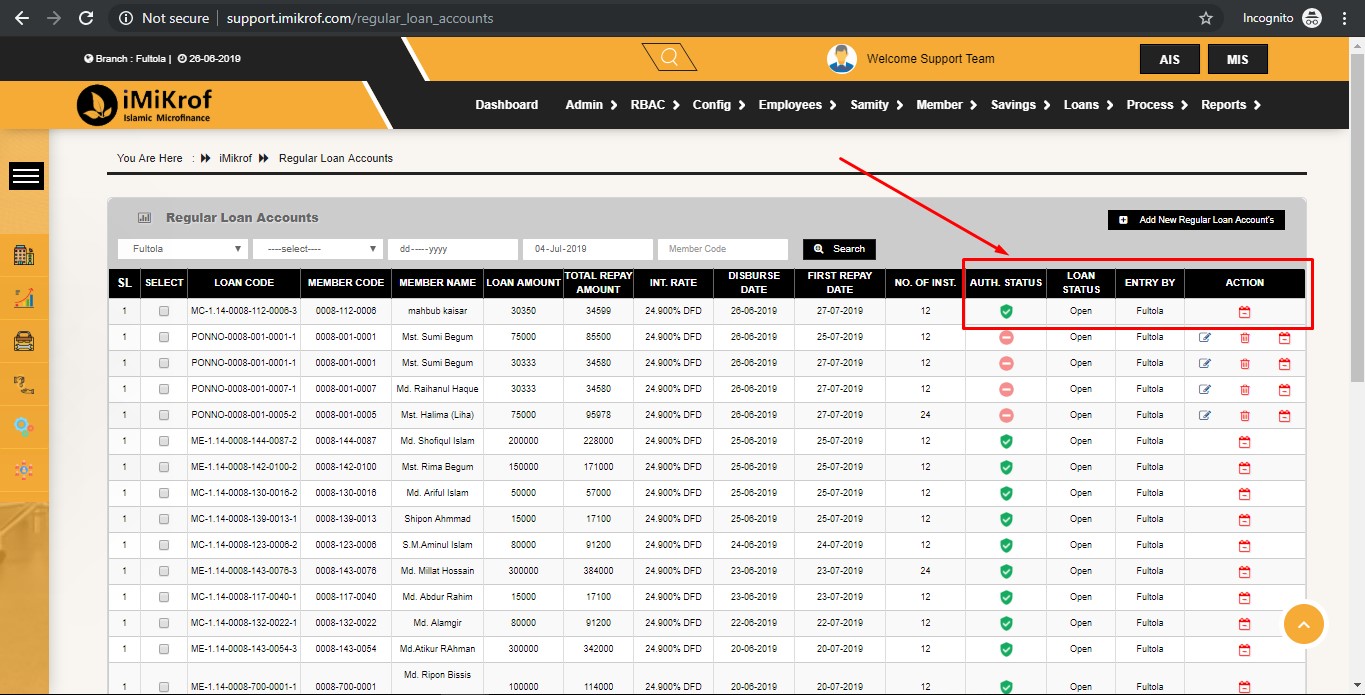 Not secure support.imikrof.com/regular_loan_accounts Incognito
Branch : Fultola | 26-06-2019 Welcome Support Team AIS MIS
iMiKrof
Islamic Microfinance
Dashboard Admin RBAC Config Employees Samity Member Savings Loans Process Reports
You Are Here : iMikrof Regular Loan Accounts
Regular Loan Accounts Add New Regular Loan Account's
Fultola ----select---- dd-----yyyy 04-Jul-2019 Member Code Search
SL SELECT LOAN CODE MEMBER CODE MEMBER NAME LOAN AMOUNT TOTAL REPAY AMOUNT INT. RATE DISBURSE DATE FIRST REPAY DATE NO. OF INST. AUTH. STATUS LOAN STATUS ENTRY BY ACTION
1 MC-1.14-0008-112-0006-3 0008-112-0006 mahbub kaisar 30350 34599 24.900% DFD 26-06-2019 27-07-2019 12 Open Fultola
1 PONNO-0008-001-0001-1 0008-001-0001 Mst. Sumi Begum 75000 85500 24.900% DFD 26-06-2019 25-07-2019 12 Open Fultola
1 PONNO-0008-001-0001-1 0008-001-0001 Mst. Sumi Begum 30333 34580 24.900% DFD 26-06-2019 27-07-2019 12 Open Fultola
1 PONNO-0008-001-0007-1 0008-001-0007 Md. Raihanul Haque 30333 34580 24.900% DFD 26-06-2019 27-07-2019 12 Open Fultola
1 PONNO-0008-001-0005-2 0008-001-0005 Mst. Halima (Liha) 75000 95978 24.900% DFD 26-06-2019 27-07-2019 24 Open Fultola
1 ME-1.14-0008-144-0087-2 0008-144-0087 Md. Shofiqul Islam 200000 228000 24.900% DFD 25-06-2019 25-07-2019 12 Open Fultola
1 ME-1.14-0008-142-0100-2 0008-142-0100 Mst. Rima Begum 150000 171000 24.900% DFD 25-06-2019 25-07-2019 12 Open Fultola
1 MC-1.14-0008-130-0016-2 0008-130-0016 Md. Ariful Islam 50000 57000 24.900% DFD 25-06-2019 25-07-2019 12 Open Fultola
1 MC-1.14-0008-139-0013-1 0008-139-0013 Shipon Ahmmad 15000 17100 24.900% DFD 25-06-2019 25-07-2019 12 Open Fultola
1 MC-1.14-0008-123-0006-2 0008-123-0006 S.M.Aminul Islam 80000 91200 24.900% DFD 24-06-2019 24-07-2019 12 Open Fultola
1 ME-1.14-0008-143-0076-3 0008-143-0076 Md. Millat Hossain 300000 384000 24.900% DFD 23-06-2019 23-07-2019 24 Open Fultola
1 MC-1.14-0008-117-0040-1 0008-117-0040 Md. Abdur Rahim 15000 17100 24.900% DFD 23-06-2019 23-07-2019 12 Open Fultola
1 MC-1.14-0008-132-0022-1 0008-132-0022 Md. Alamgir 80000 91200 24.900% DFD 22-06-2019 22-07-2019 12 Open Fultola
1 ME-1.14-0008-143-0054-3 0008-143-0054 Md.Atikur RAhman 300000 342000 24.900% DFD 20-06-2019 20-07-2019 12 Open Fultola
1 ME-1.14-0008-700-0001-1 0008-700-0001 Md. Ripon Bissis 100000 114000 24.900% DFD 20-06-2019 20-07-2019 12 Open Fultola